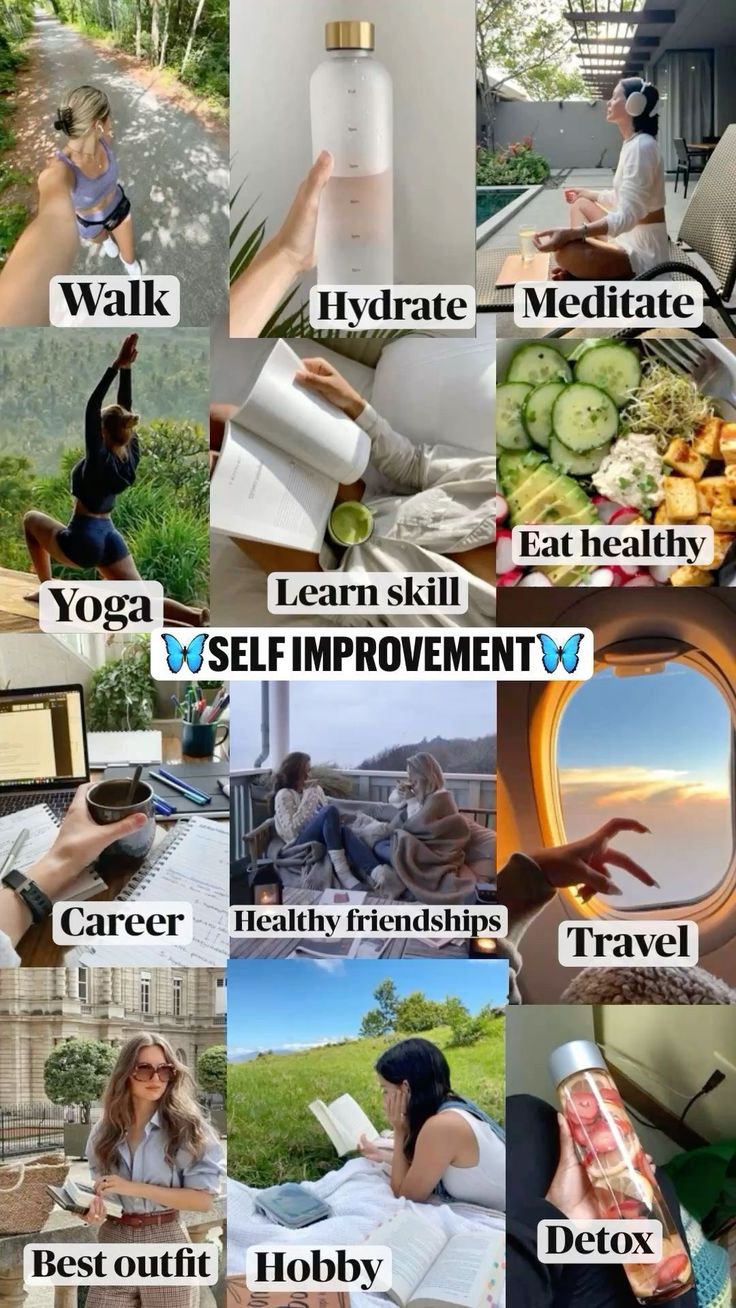 Walk
Hydrate
Meditate
Yoga
Learn skill
Eat healthy
🦋SELF IMPROVEMENT🦋
Career
Healthy friendships
Travel
Best outfit
Hobby
Detox